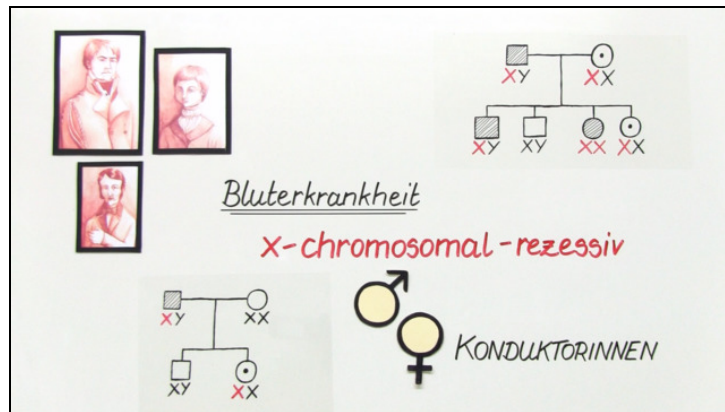 XY XX
XY XY XX XX
Bluterkrankheit
X-chromosomal-rezessiv
XY XX
KONDUKTORINNEN
XY XX